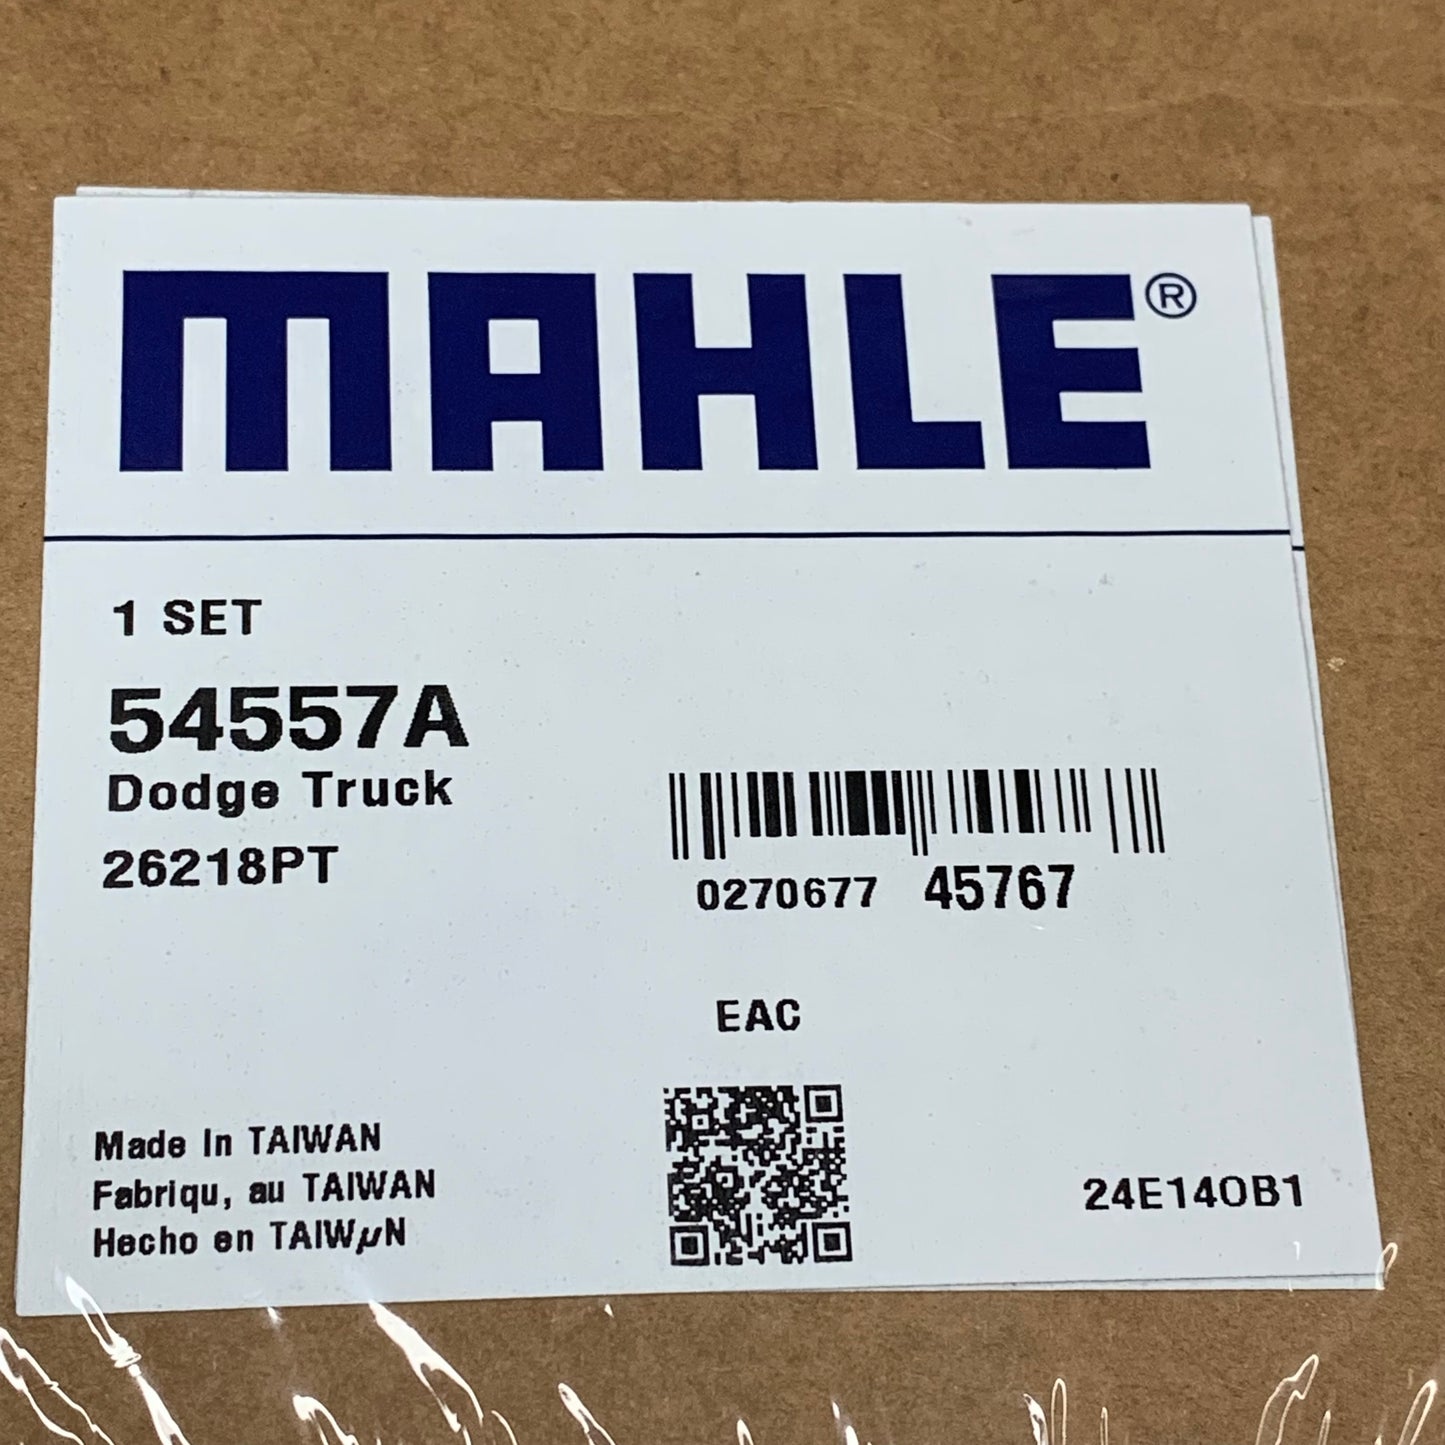 MAHLE®
1 SET
54557A
Dodge Truck
26218PT
0270677 45767
EAC
Made In TAIWAN
Fabriqu, au TAIWAN
Hecho en TAIWµN
24E140B1